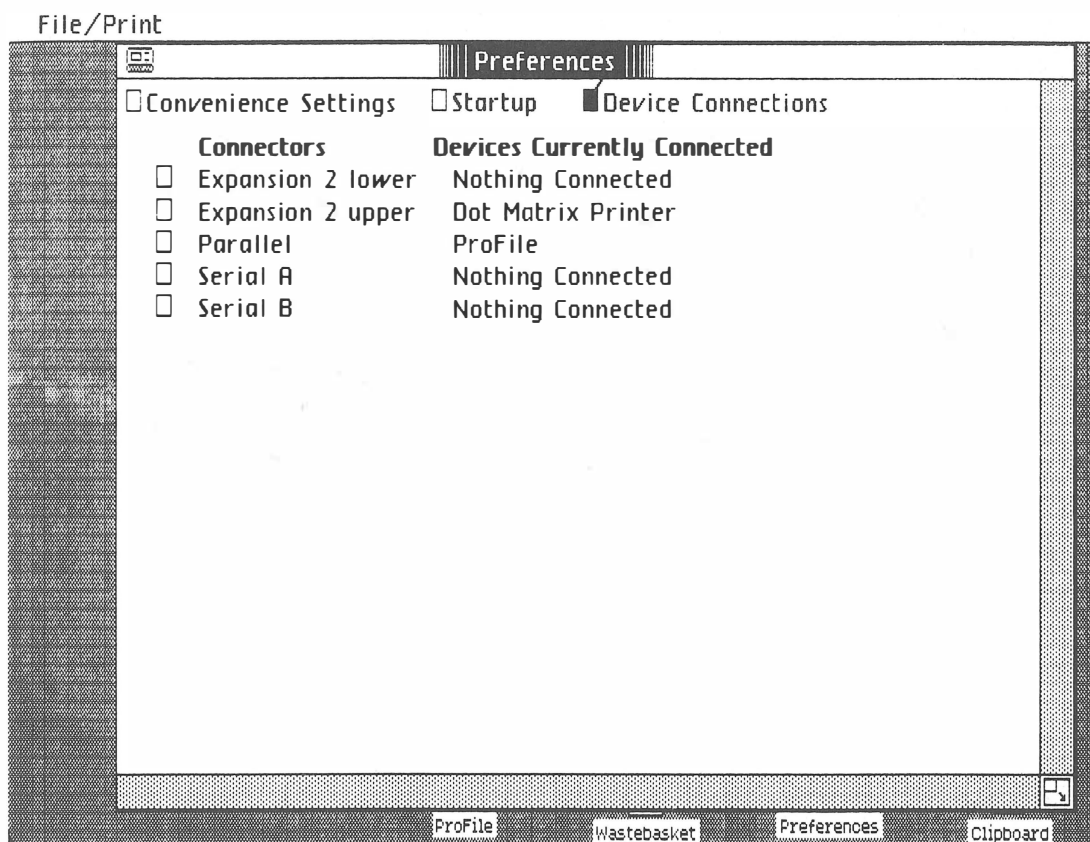 File/Print
Preferences
Convenience Settings Startup Device Connections
Connectors Devices Currently Connected
Expansion 2 lower Nothing Connected
Expansion 2 upper Dot Matrix Printer
Parallel ProFile
Serial A Nothing Connected
Serial B Nothing Connected
ProFile Wastebasket Preferences Clipboard